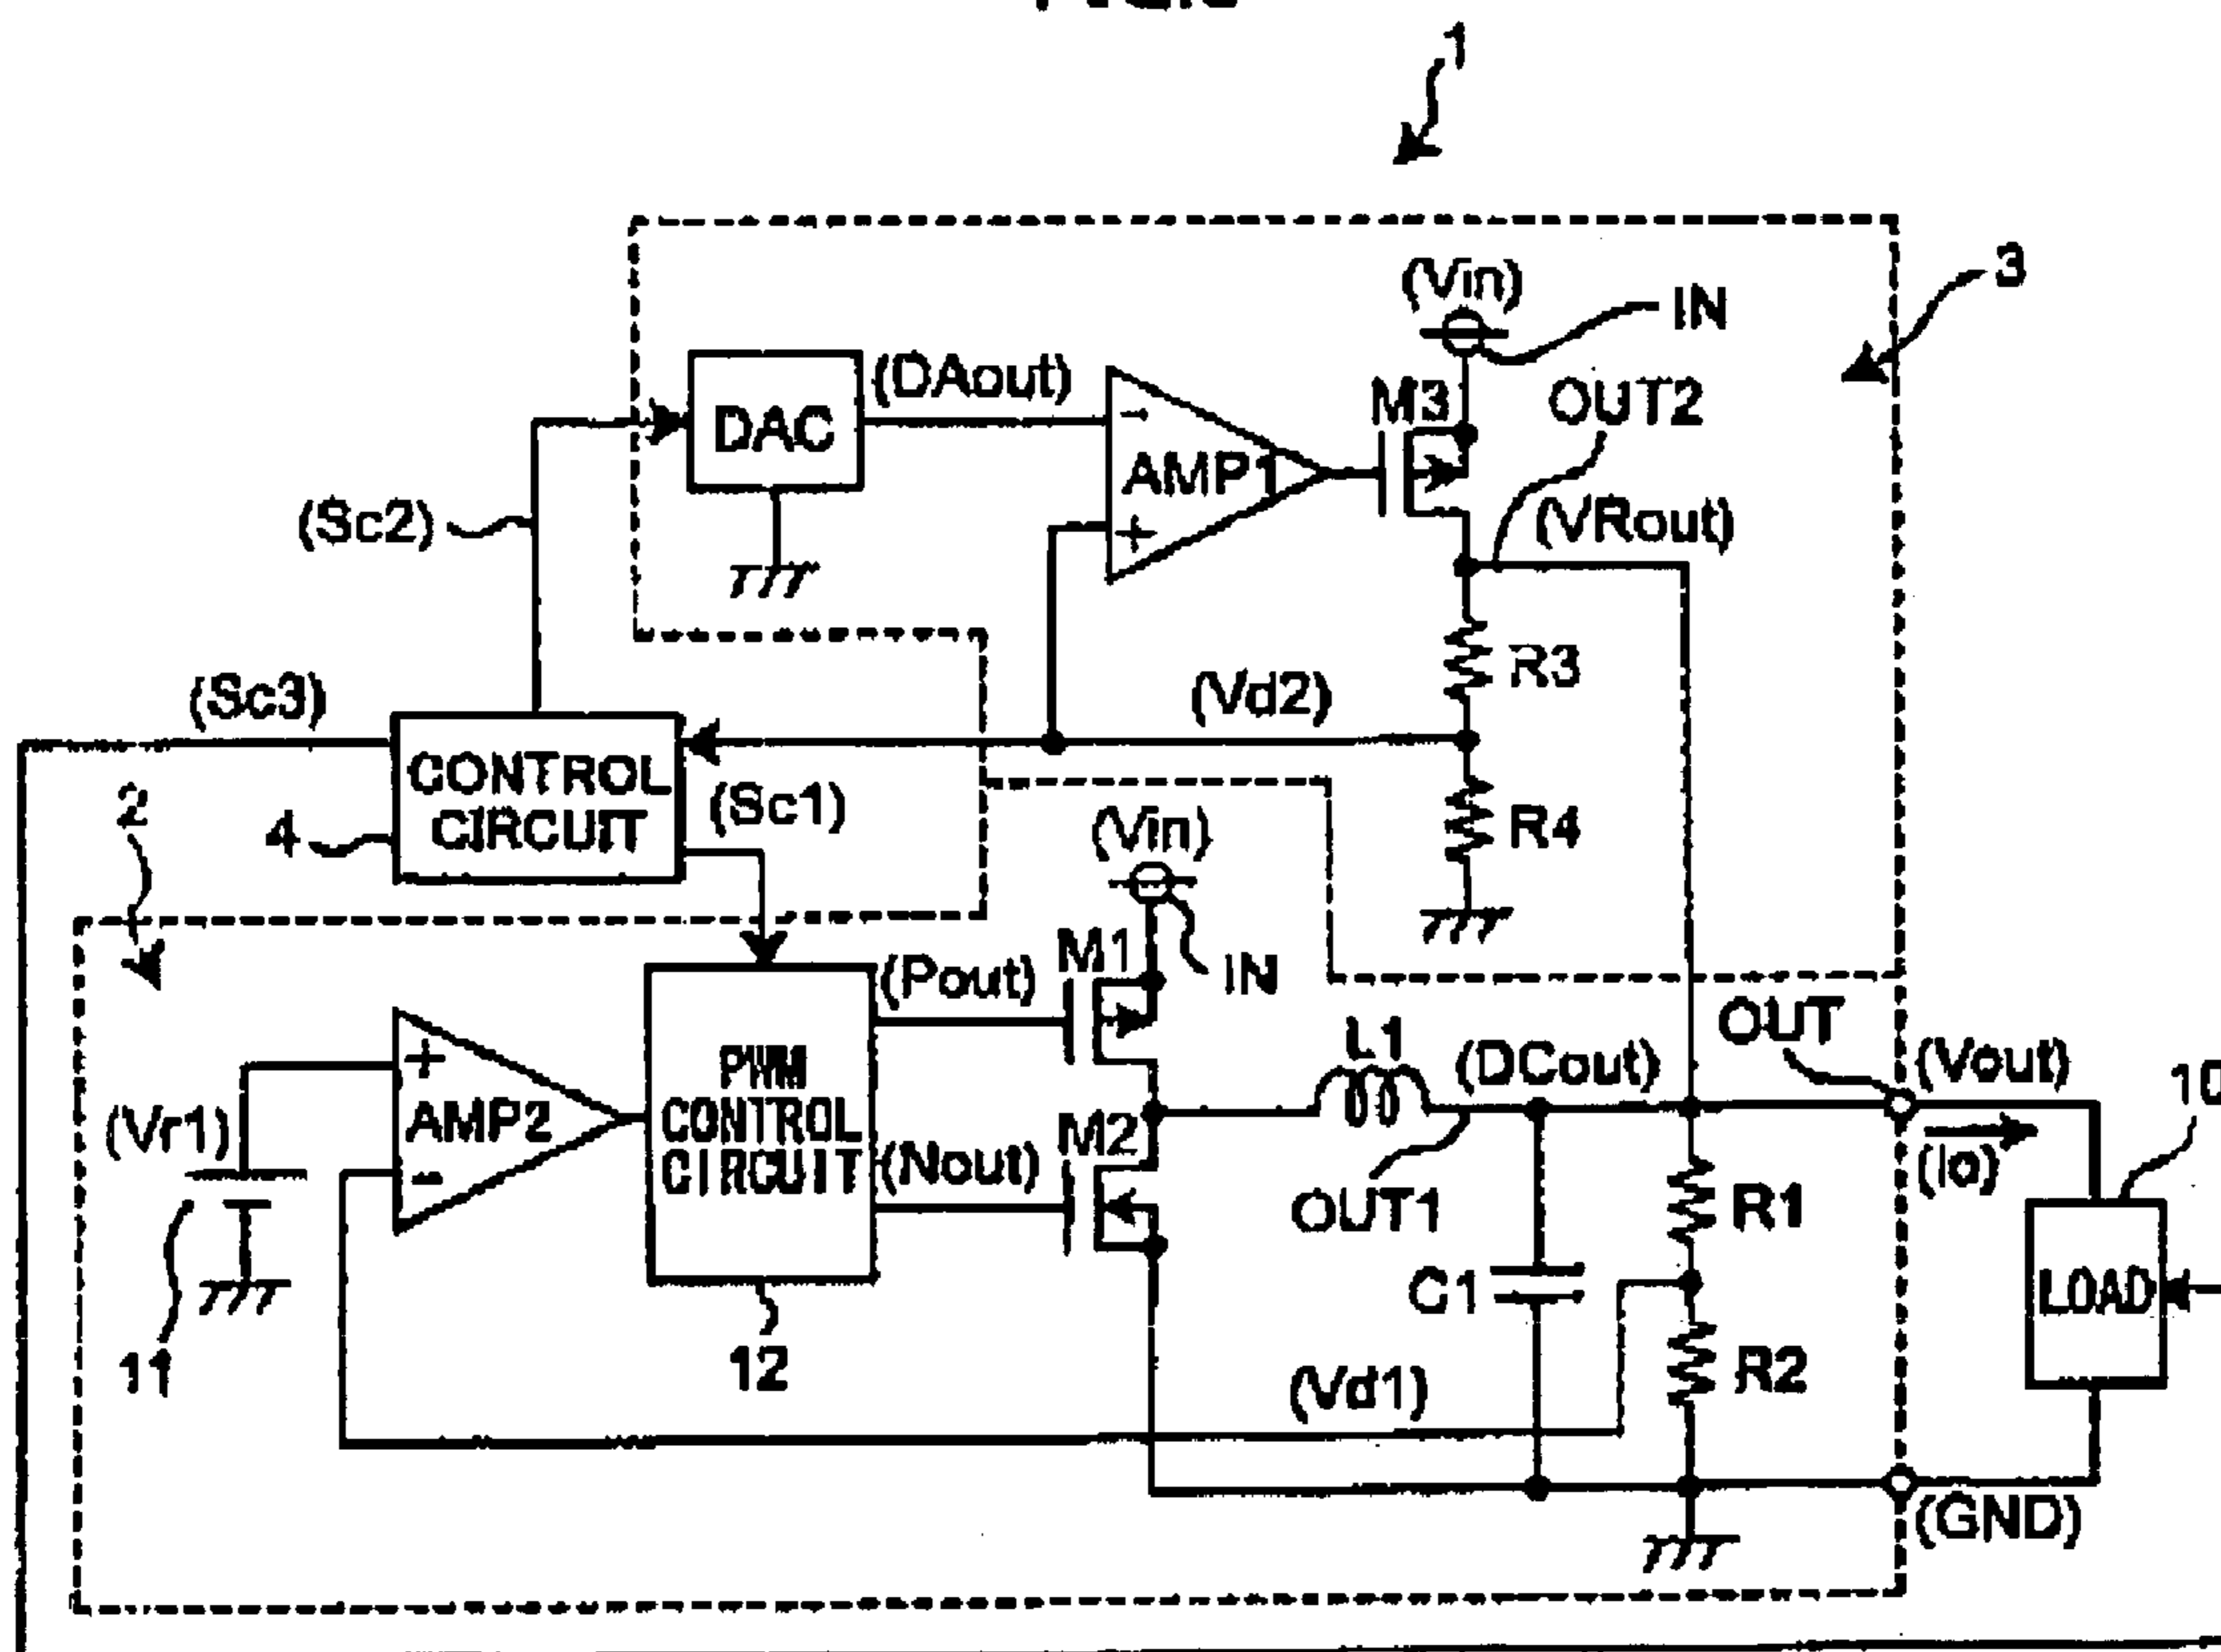 1
3
(Vin)
IN
M3
OUT2
(DAout)
DAC
-
AMP1
+
(Sc2)
(VRout)
R3
(Sc3)
(Vd2)
CONTROL
CIRCUIT
(Sc1)
4
2
R4
(Vin)
IN
M1
(Pout)
OUT
L1
(DCout)
(Vout)
10
+
AMP2
-
(Vr1)
PWM
CONTROL
CIRCUIT
M2
(Nout)
(Io)
OUT1
R1
C1
LOAD
11
12
(Vd1)
R2
(GND)